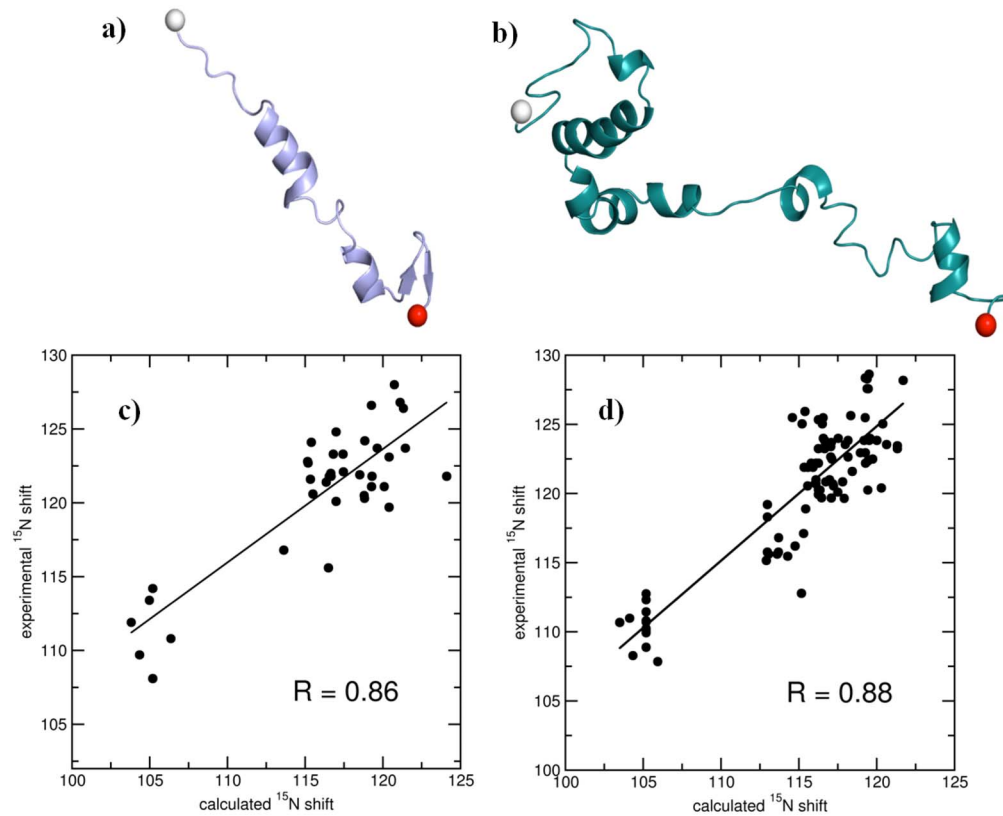 a)
b)
c)
130
125
120
115
110
105
experimental ¹⁵N shift
R = 0.86
100 105 110 115 120 125
calculated ¹⁵N shift
d)
130
125
120
115
110
105
100
experimental ¹⁵N shift
R = 0.88
100 105 110 115 120 125
calculated ¹⁵N shift